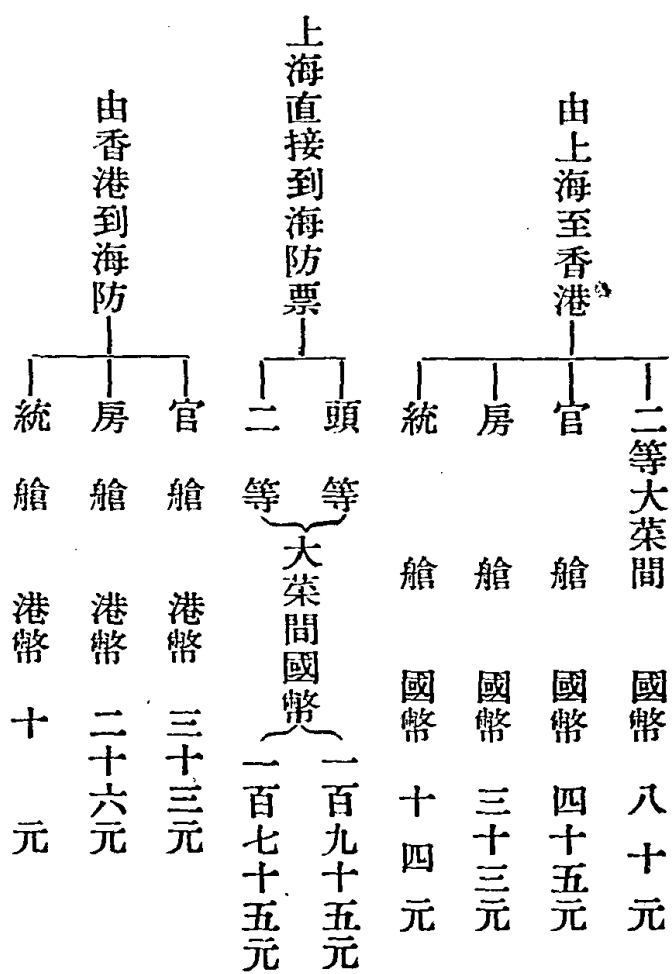 由上海至香港
二等大菜間 國幣 八十元
官艙 國幣 四十五元
房艙 國幣 三十三元
統艙 國幣 十四元
上海直接到海防票
頭等 大菜間國幣 一百九十五元
二等 一百七十五元
由香港到海防
官艙 港幣 三十三元
房艙 港幣 二十六元
統艙 港幣 十元